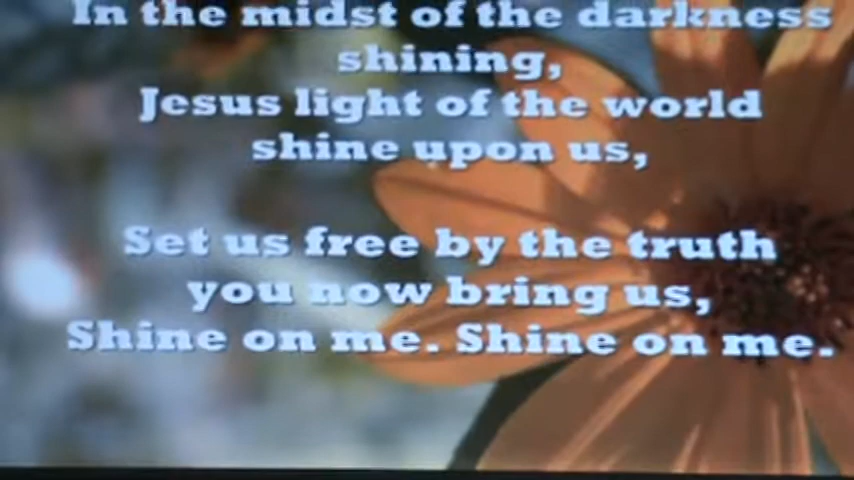 In the midst of the darkness
shining,
Jesus light of the world
shine upon us,
Set us free by the truth
you now bring us,
Shine on me. Shine on me.